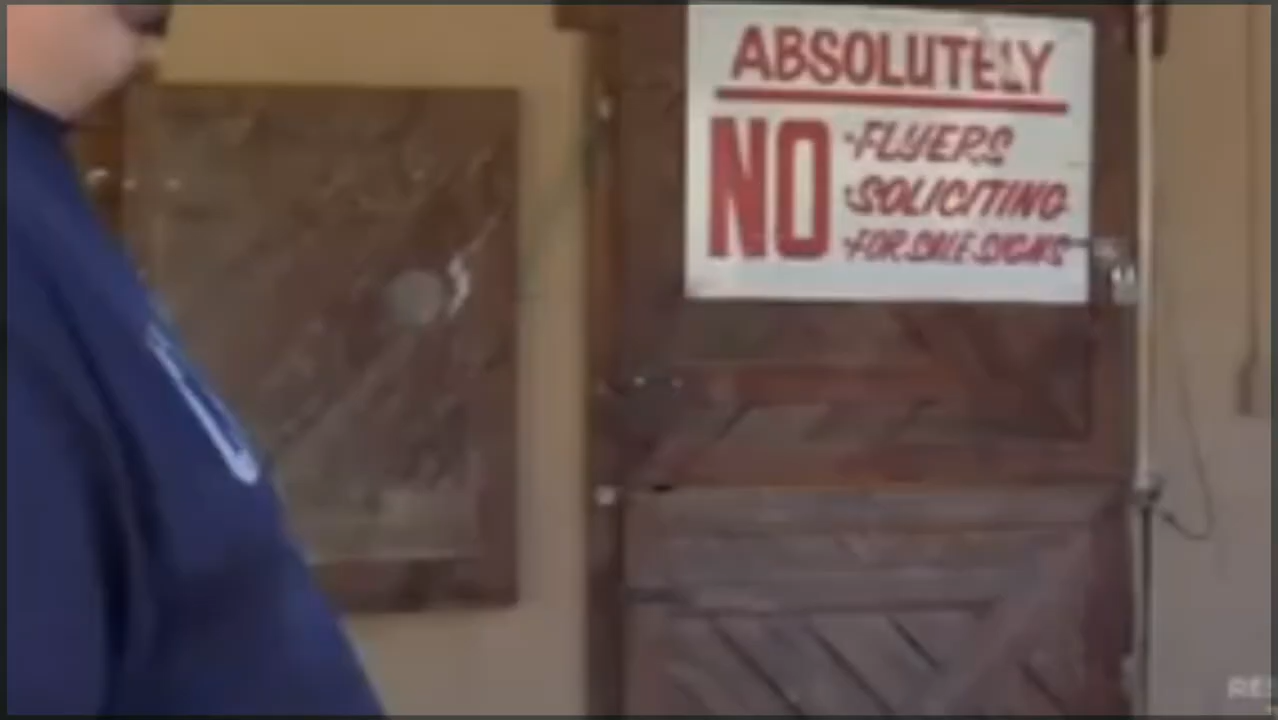 ABSOLUTELY
NO
·FLYERS
·SOLICITING
·FOR SALE SIGNS